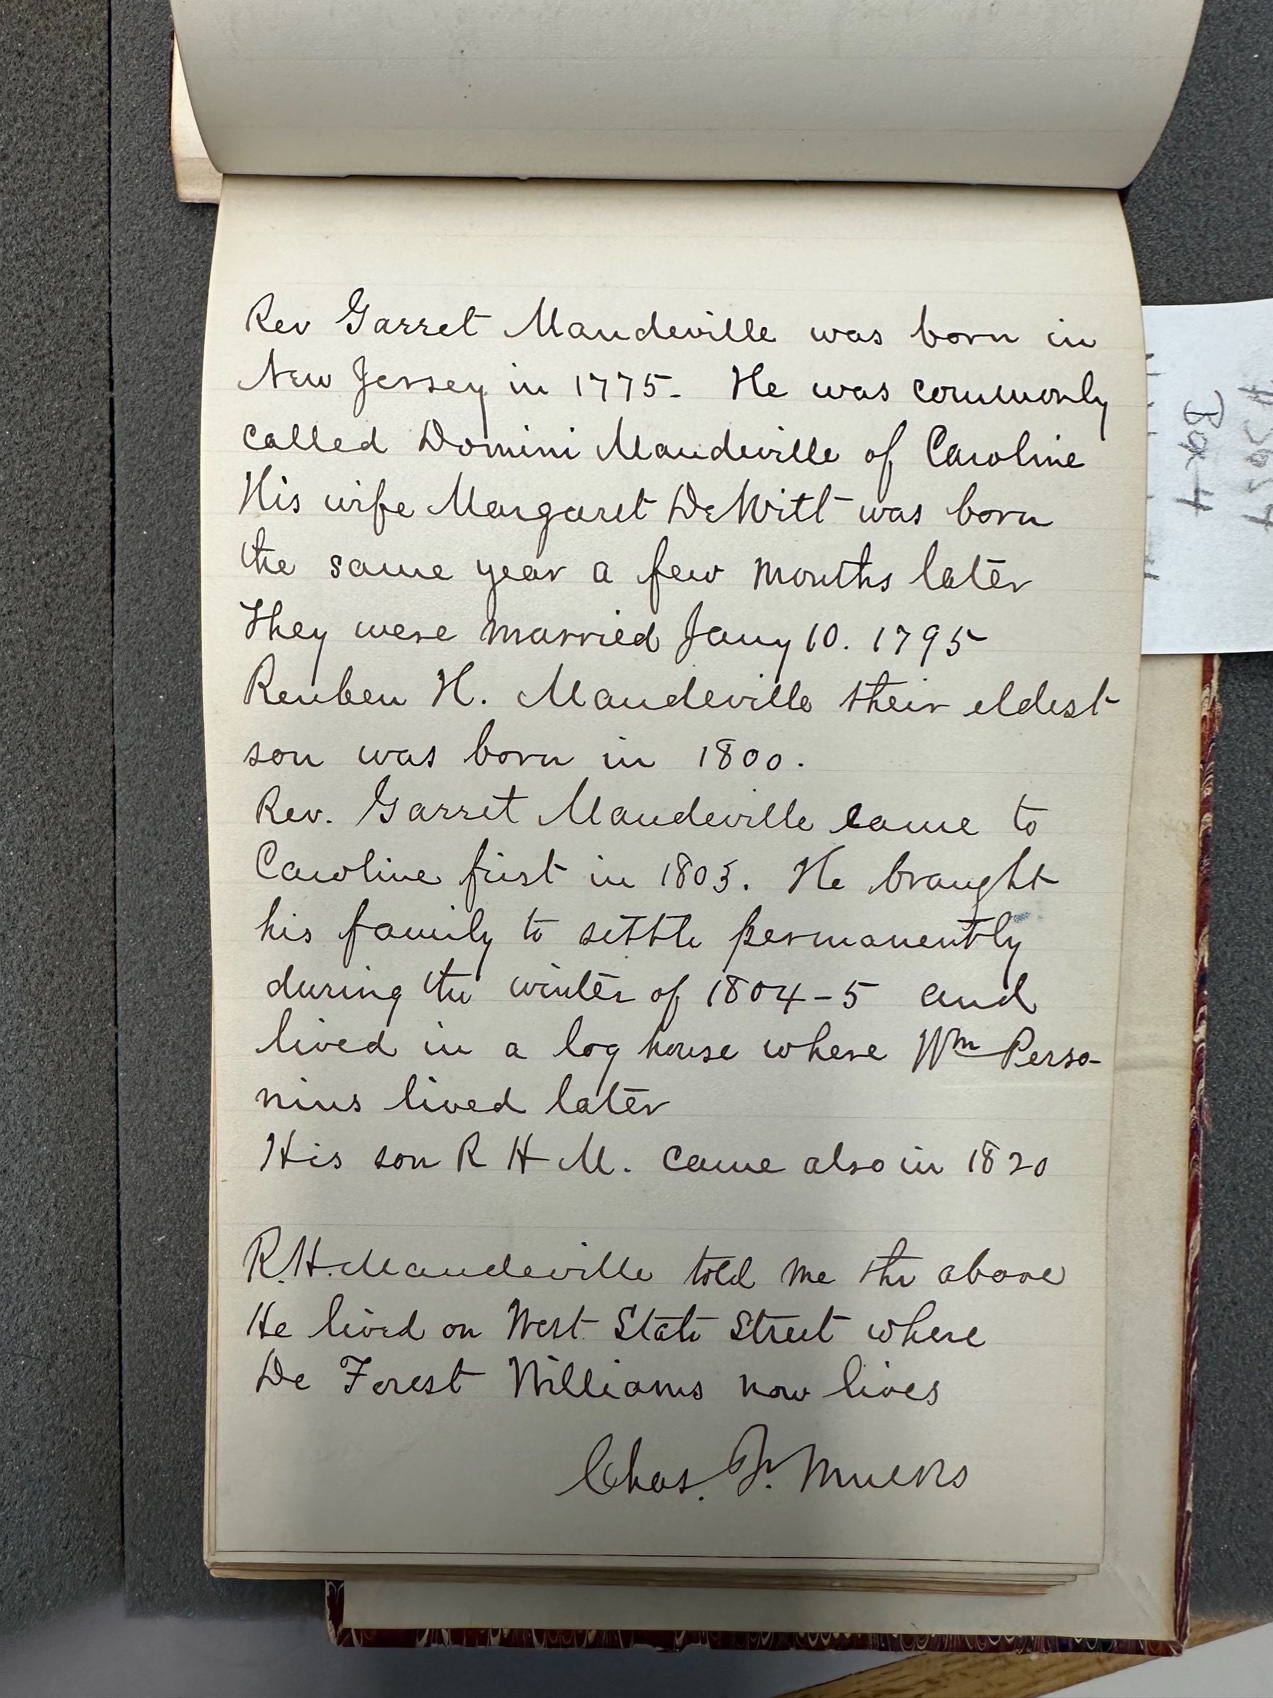 Rev Garret Mandeville was born in
New Jersey in 1775. He was commonly
called Domini Mandeville of Caroline
His wife Margaret DeWitt was born
the same year a few months later
They were married Jany 10. 1795
Reuben H. Mandeville their eldest
son was born in 1800.
Rev. Garret Mandeville came to
Caroline first in 1803. He braught
his family to settle permanently
during the winter of 1804-5 and
lived in a log house where Wm Perso-
nius lived later
His son R H M. came also in 1820
R.H. Mandeville told me the above
He lived on West State Street where
De Forest Williams now lives
Chas. F. Mulks
Box 4